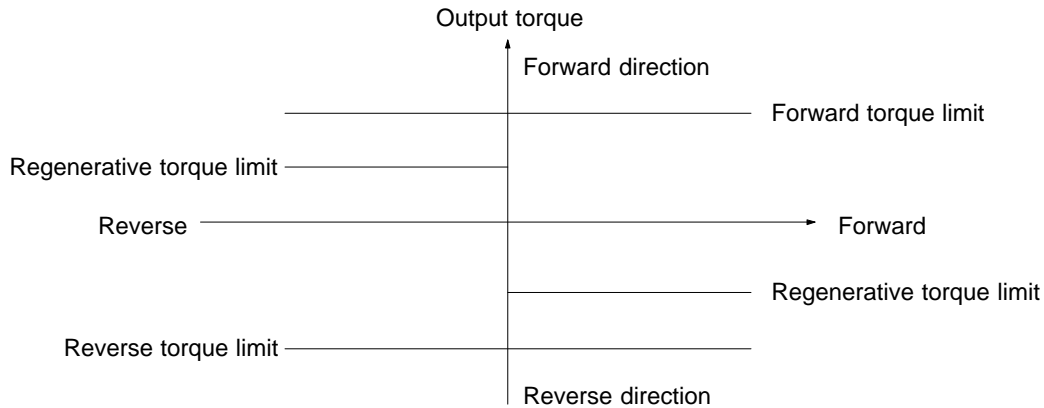 Output torque
Forward direction
Forward torque limit
Regenerative torque limit
Reverse
Forward
Regenerative torque limit
Reverse torque limit
Reverse direction